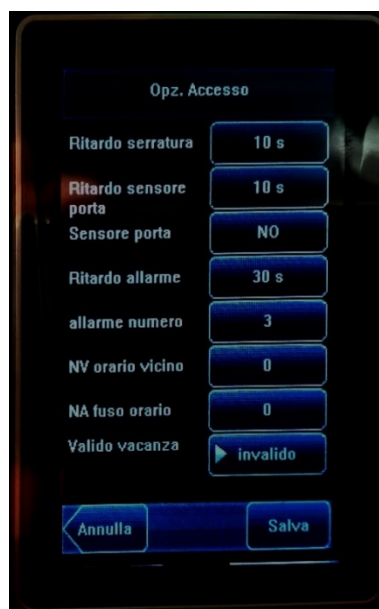 Opz. Accesso
Ritardo serratura 10 s
Ritardo sensore porta 10 s
Sensore porta NO
Ritardo allarme 30 s
allarme numero 3
NV orario vicino 0
NA fuso orario 0
Valido vacanza invalido
Annulla Salva